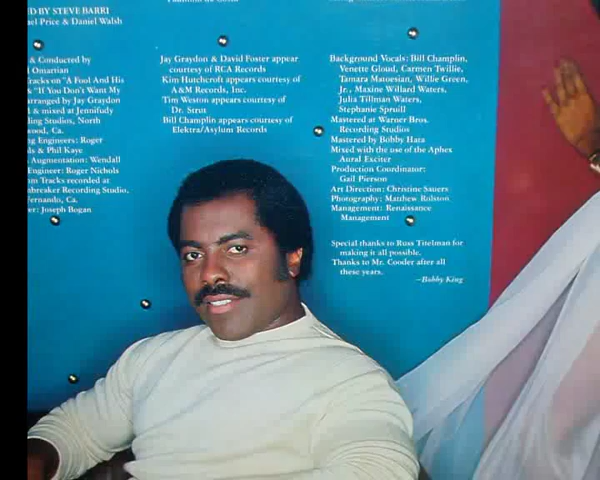 D BY STEVE BARRI
el Price & Daniel Walsh
& Conducted by
Omartian
racks on "A Fool And His
& "If You Don't Want My
arranged by Jay Graydon
& mixed at Jennifudy
ing Studios, North
ood, Ca.
ng Engineers: Roger
ls & Phil Kaye
Augmentation: Wendall
Engineer: Roger Nichols
m Tracks recorded at
nbreaker Recording Studio,
ernando, Ca.
er: Joseph Bogan
Jay Graydon & David Foster appear
courtesy of RCA Records
Kim Hutchcroft appears courtesy of
A&M Records, Inc.
Tim Weston appears courtesy of
Dr. Strut
Bill Champlin appears courtesy of
Elektra/Asylum Records
Background Vocals: Bill Champlin,
Venette Gloud, Carmen Twillie,
Tamara Matoesian, Willie Green,
Jr., Maxine Willard Waters,
Julia Tillman Waters,
Stephanie Spruill
Mastered at Warner Bros.
Recording Studios
Mastered by Bobby Hata
Mixed with the use of the Aphex
Aural Exciter
Production Coordinator:
Gail Pierson
Art Direction: Christine Sauers
Photography: Matthew Rolston
Management: Renaissance
Management
Special thanks to Russ Titelman for
making it all possible.
Thanks to Mr. Cooder after all
these years.
—Bobby King